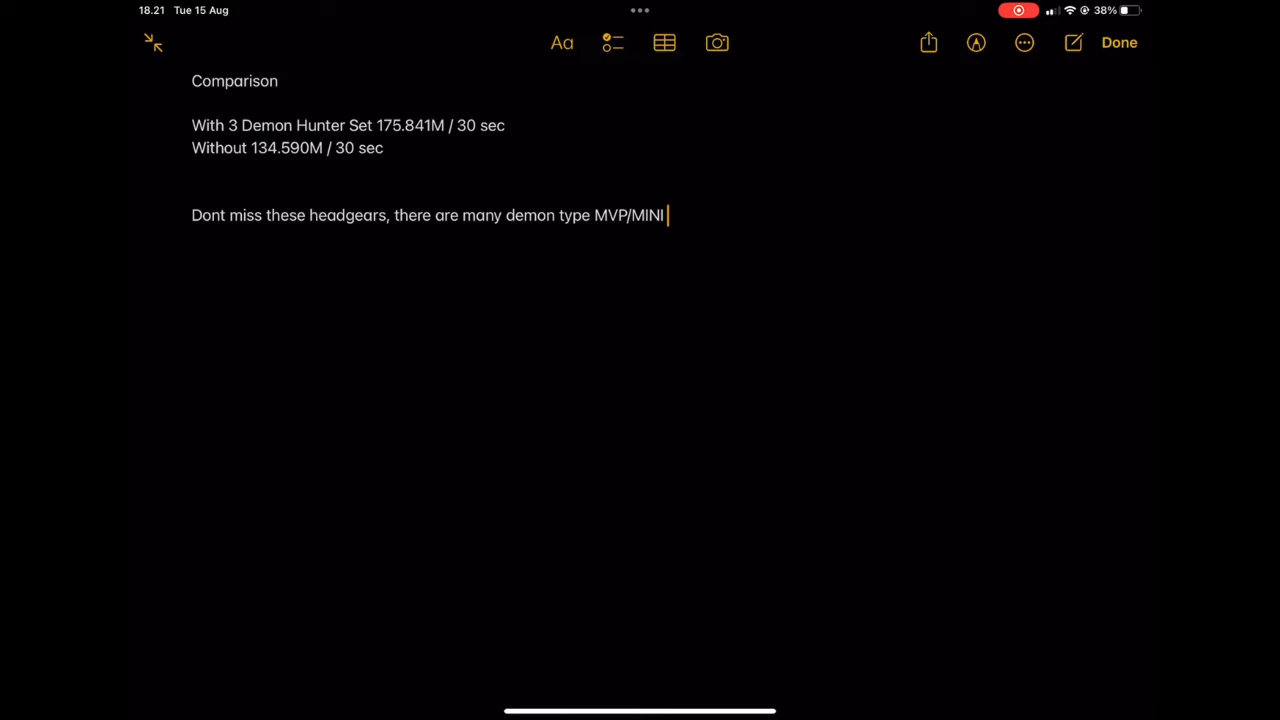 18.21 Tue 15 Aug
38%
Aa
Done
Comparison
With 3 Demon Hunter Set 175.841M / 30 sec
Without 134.590M / 30 sec
Dont miss these headgears, there are many demon type MVP/MINI